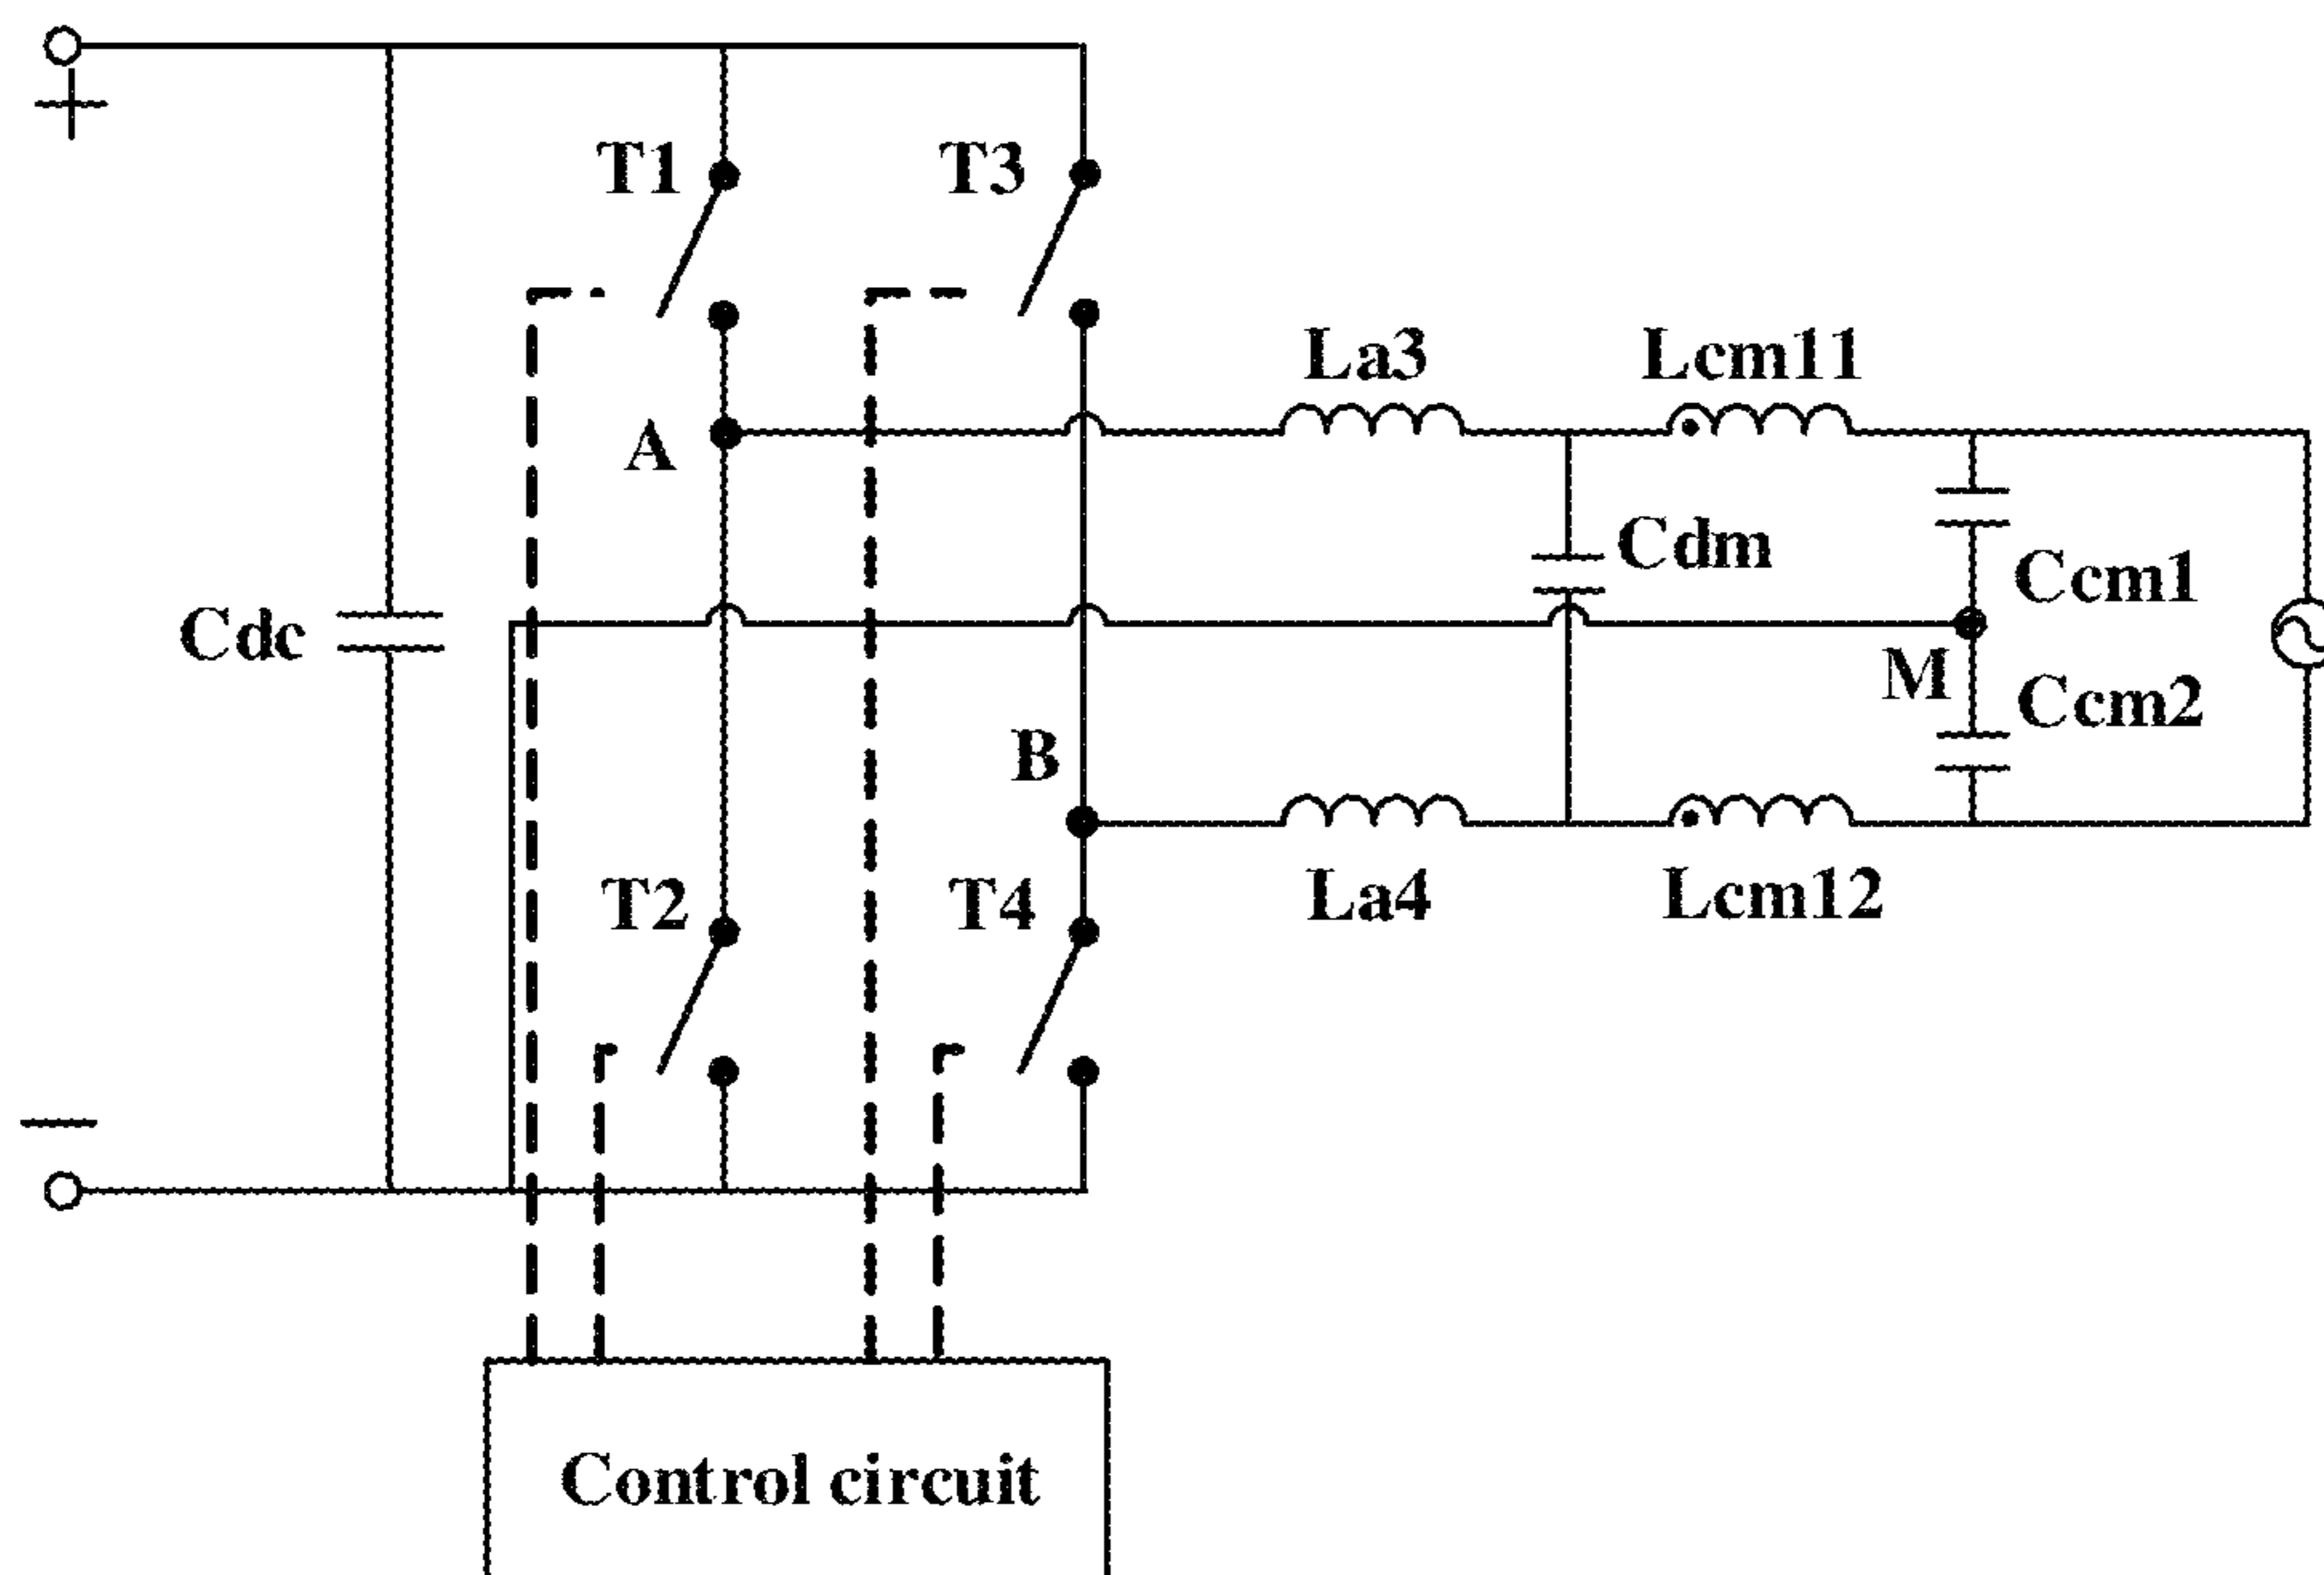 +
T1
T3
La3
Lcm11
A
Cdm
Ccm1
Cdc
M
Ccm2
B
T2
T4
La4
Lcm12
—
Control circuit